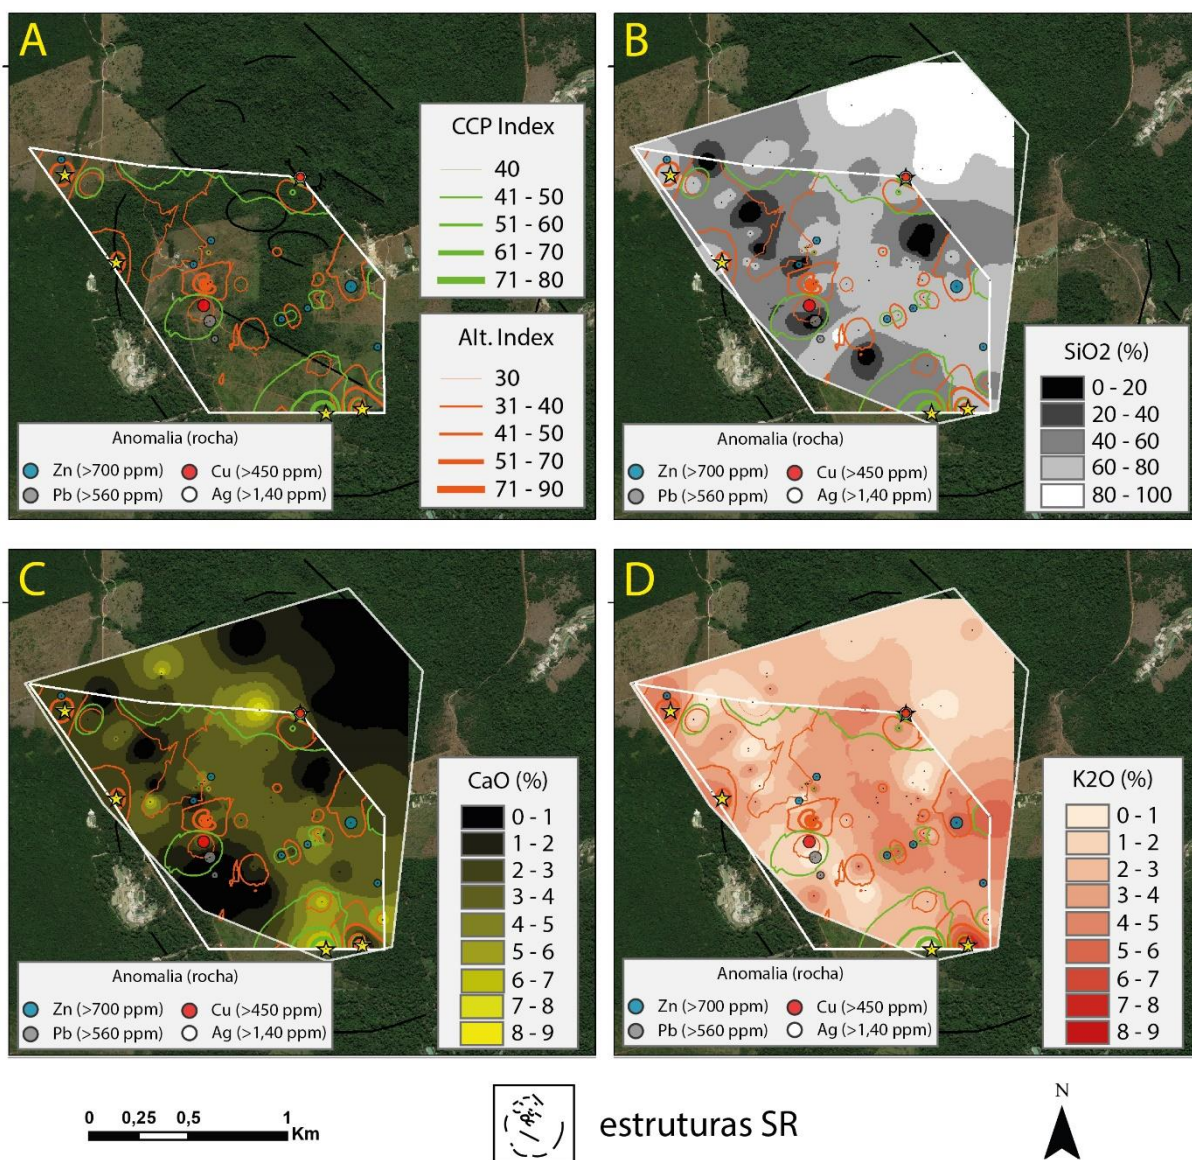 A
CCP Index
40
41 - 50
51 - 60
61 - 70
71 - 80
Alt. Index
30
31 - 40
41 - 50
51 - 70
71 - 90
Anomalia (rocha)
Zn (>700 ppm) Cu (>450 ppm)
Pb (>560 ppm) Ag (>1,40 ppm)
B
SiO2 (%)
0 - 20
20 - 40
40 - 60
60 - 80
80 - 100
Anomalia (rocha)
Zn (>700 ppm) Cu (>450 ppm)
Pb (>560 ppm) Ag (>1,40 ppm)
C
CaO (%)
0 - 1
1 - 2
2 - 3
3 - 4
4 - 5
5 - 6
6 - 7
7 - 8
8 - 9
Anomalia (rocha)
Zn (>700 ppm) Cu (>450 ppm)
Pb (>560 ppm) Ag (>1,40 ppm)
D
K2O (%)
0 - 1
1 - 2
2 - 3
3 - 4
4 - 5
5 - 6
6 - 7
7 - 8
8 - 9
Anomalia (rocha)
Zn (>700 ppm) Cu (>450 ppm)
Pb (>560 ppm) Ag (>1,40 ppm)
0 0,25 0,5 1
Km
estruturas SR
N